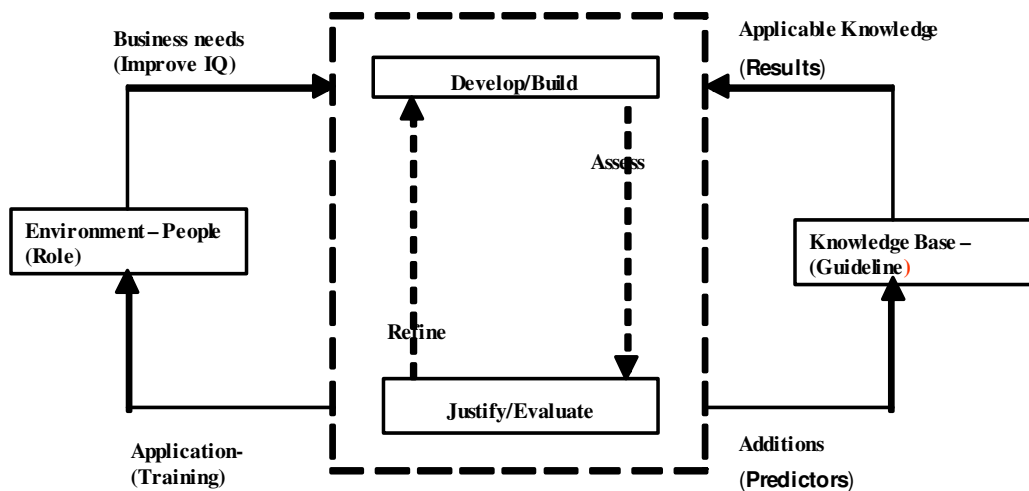 Business needs
(Improve IQ)
Applicable Knowledge
(Results)
Develop/Build
Assess
Environment – People
(Role)
Knowledge Base –
(Guideline)
Refine
Justify/Evaluate
Application-
(Training)
Additions
(Predictors)